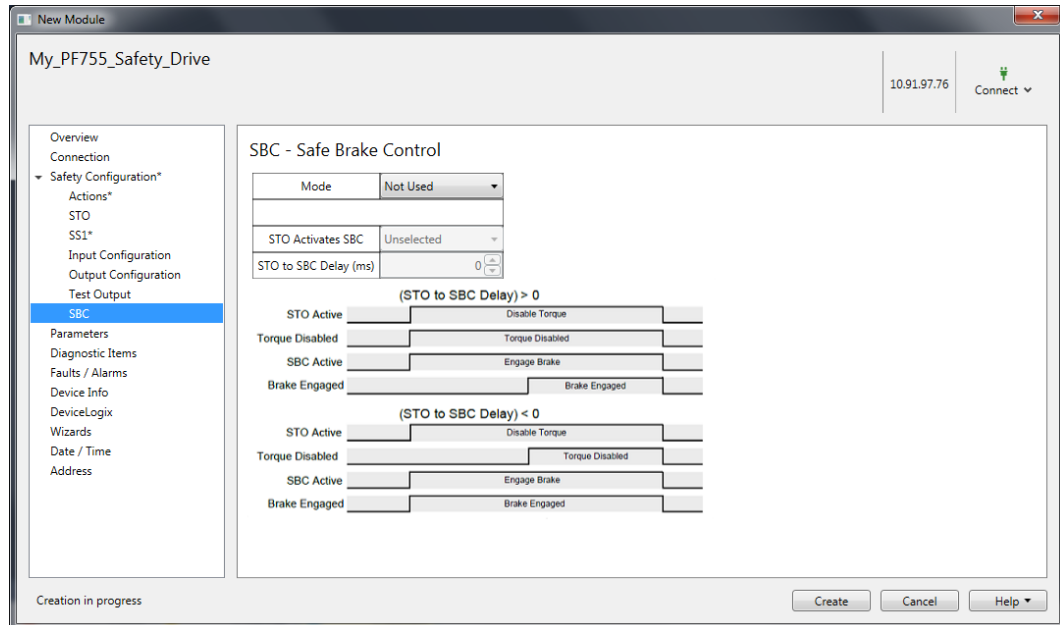 New Module
My_PF755_Safety_Drive
10.91.97.76
Connect
Overview
Connection
Safety Configuration*
Actions*
STO
SS1*
Input Configuration
Output Configuration
Test Output
SBC
Parameters
Diagnostic Items
Faults / Alarms
Device Info
DeviceLogix
Wizards
Date / Time
Address
SBC - Safe Brake Control
Mode Not Used
STO Activates SBC Unselected
STO to SBC Delay (ms) 0
(STO to SBC Delay) > 0
STO Active Disable Torque
Torque Disabled Torque Disabled
SBC Active Engage Brake
Brake Engaged Brake Engaged
(STO to SBC Delay) < 0
STO Active Disable Torque
Torque Disabled Torque Disabled
SBC Active Engage Brake
Brake Engaged Brake Engaged
Creation in progress
Create Cancel Help